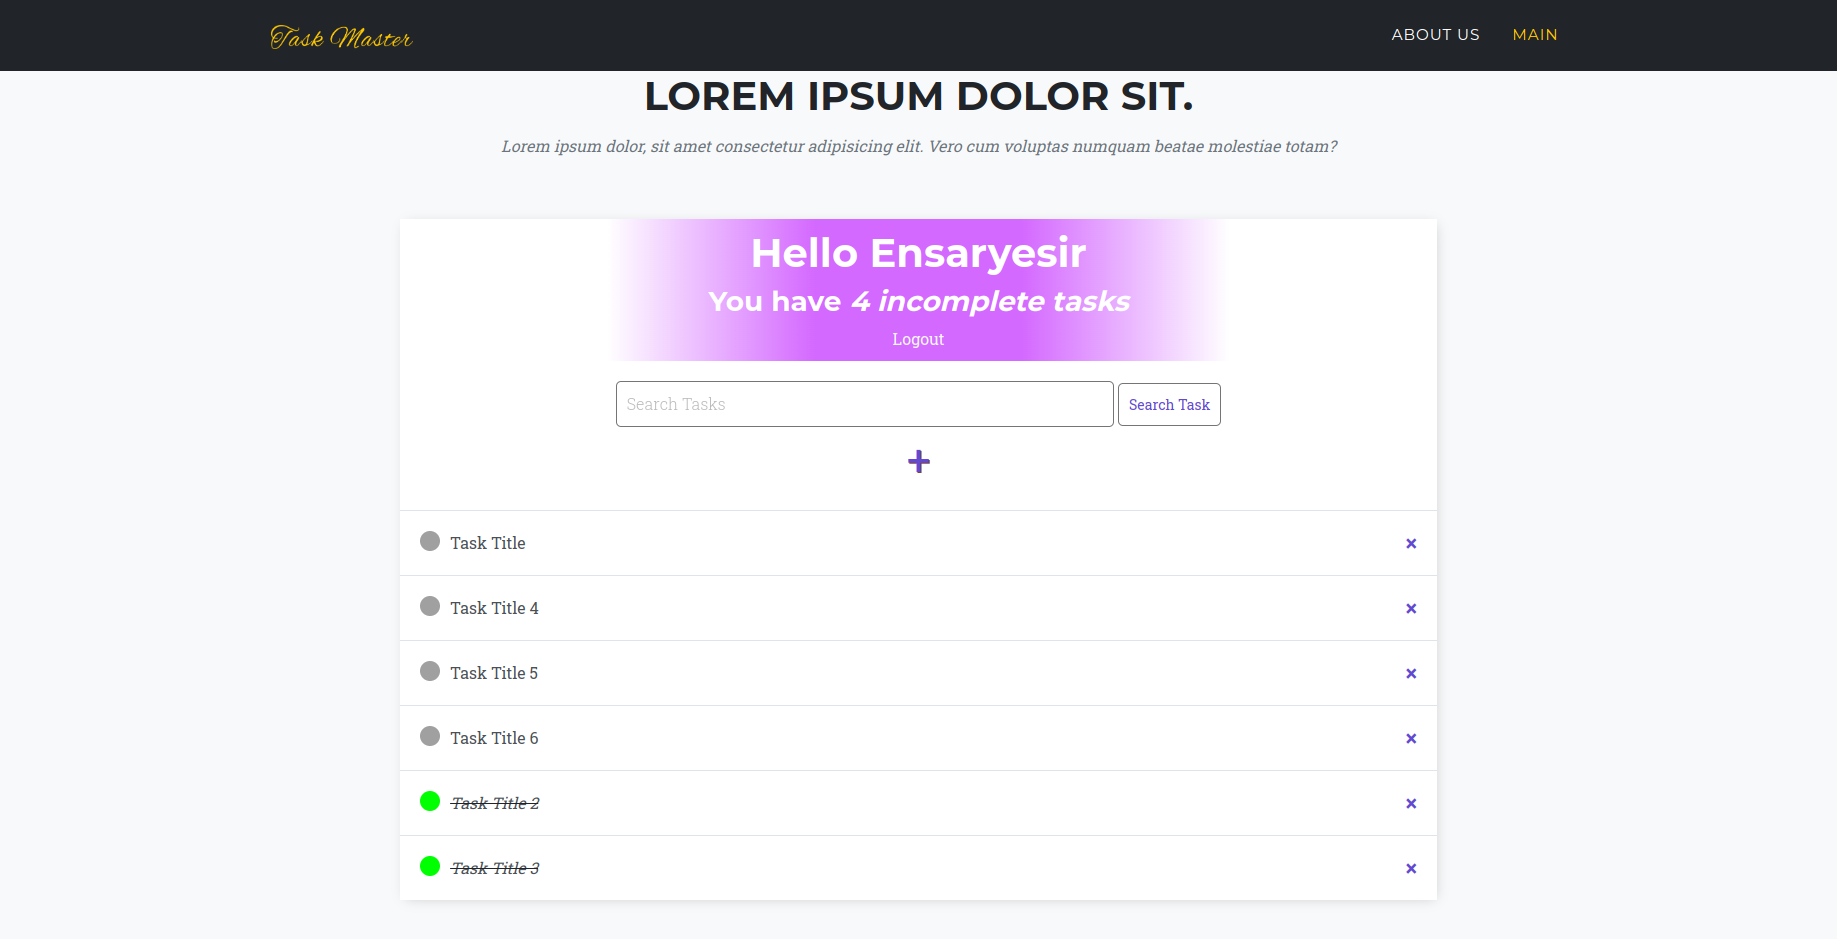 Task Master
ABOUT US
MAIN
LOREM IPSUM DOLOR SIT.
Lorem ipsum dolor, sit amet consectetur adipisicing elit. Vero cum voluptas numquam beatae molestiae totam?
Hello Ensaryesir
You have 4 incomplete tasks
Logout
Search Tasks
Search Task
Task Title
Task Title 4
Task Title 5
Task Title 6
Task Title 2
Task Title 3